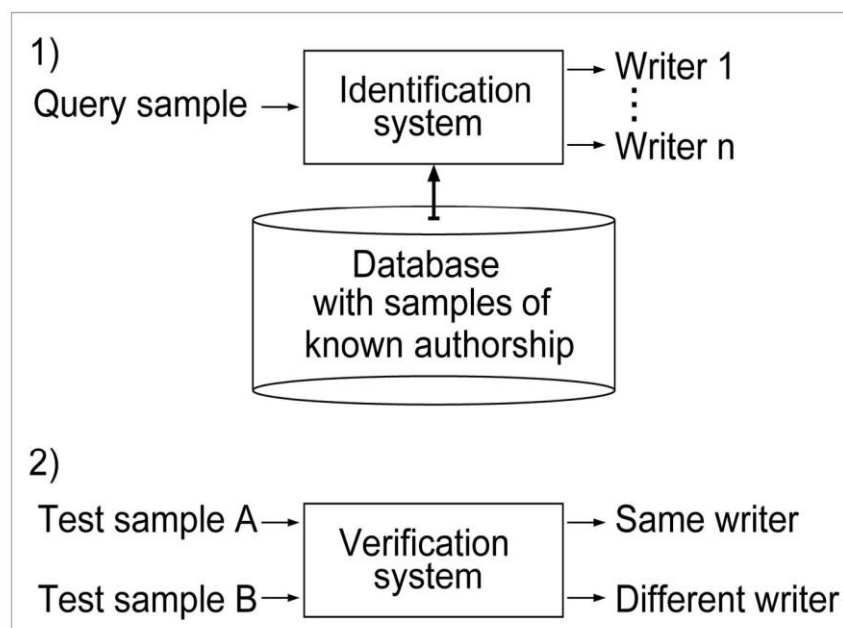 1)
Query sample
Identification
system
Writer 1
Writer n
Database
with samples of
known authorship
2)
Test sample A
Test sample B
Verification
system
Same writer
Different writer